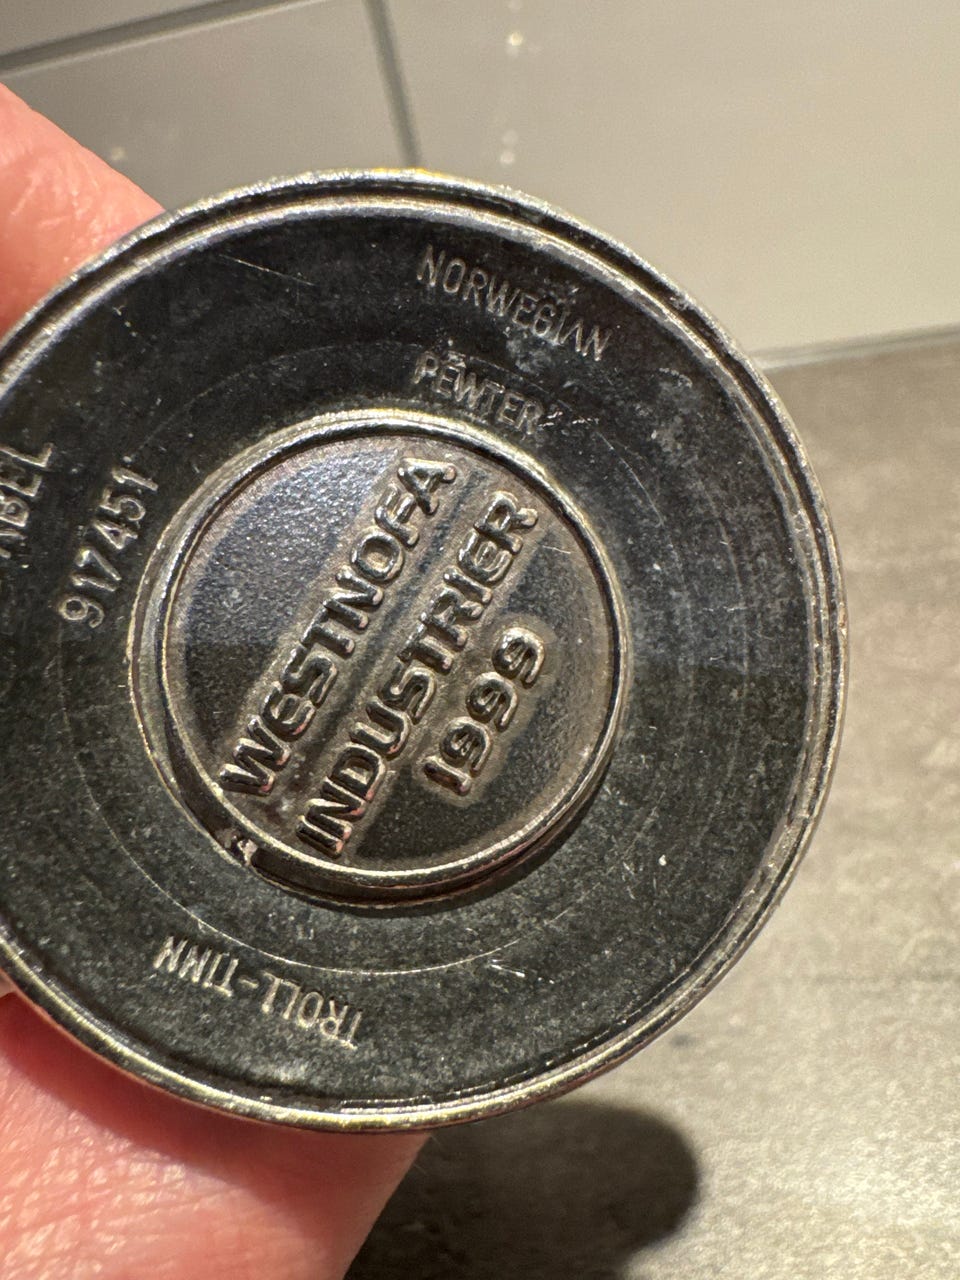 NORWEGIAN
PEWTER
917451
WESTNOFA
INDUSTRIER
1999
TROLL-TINN